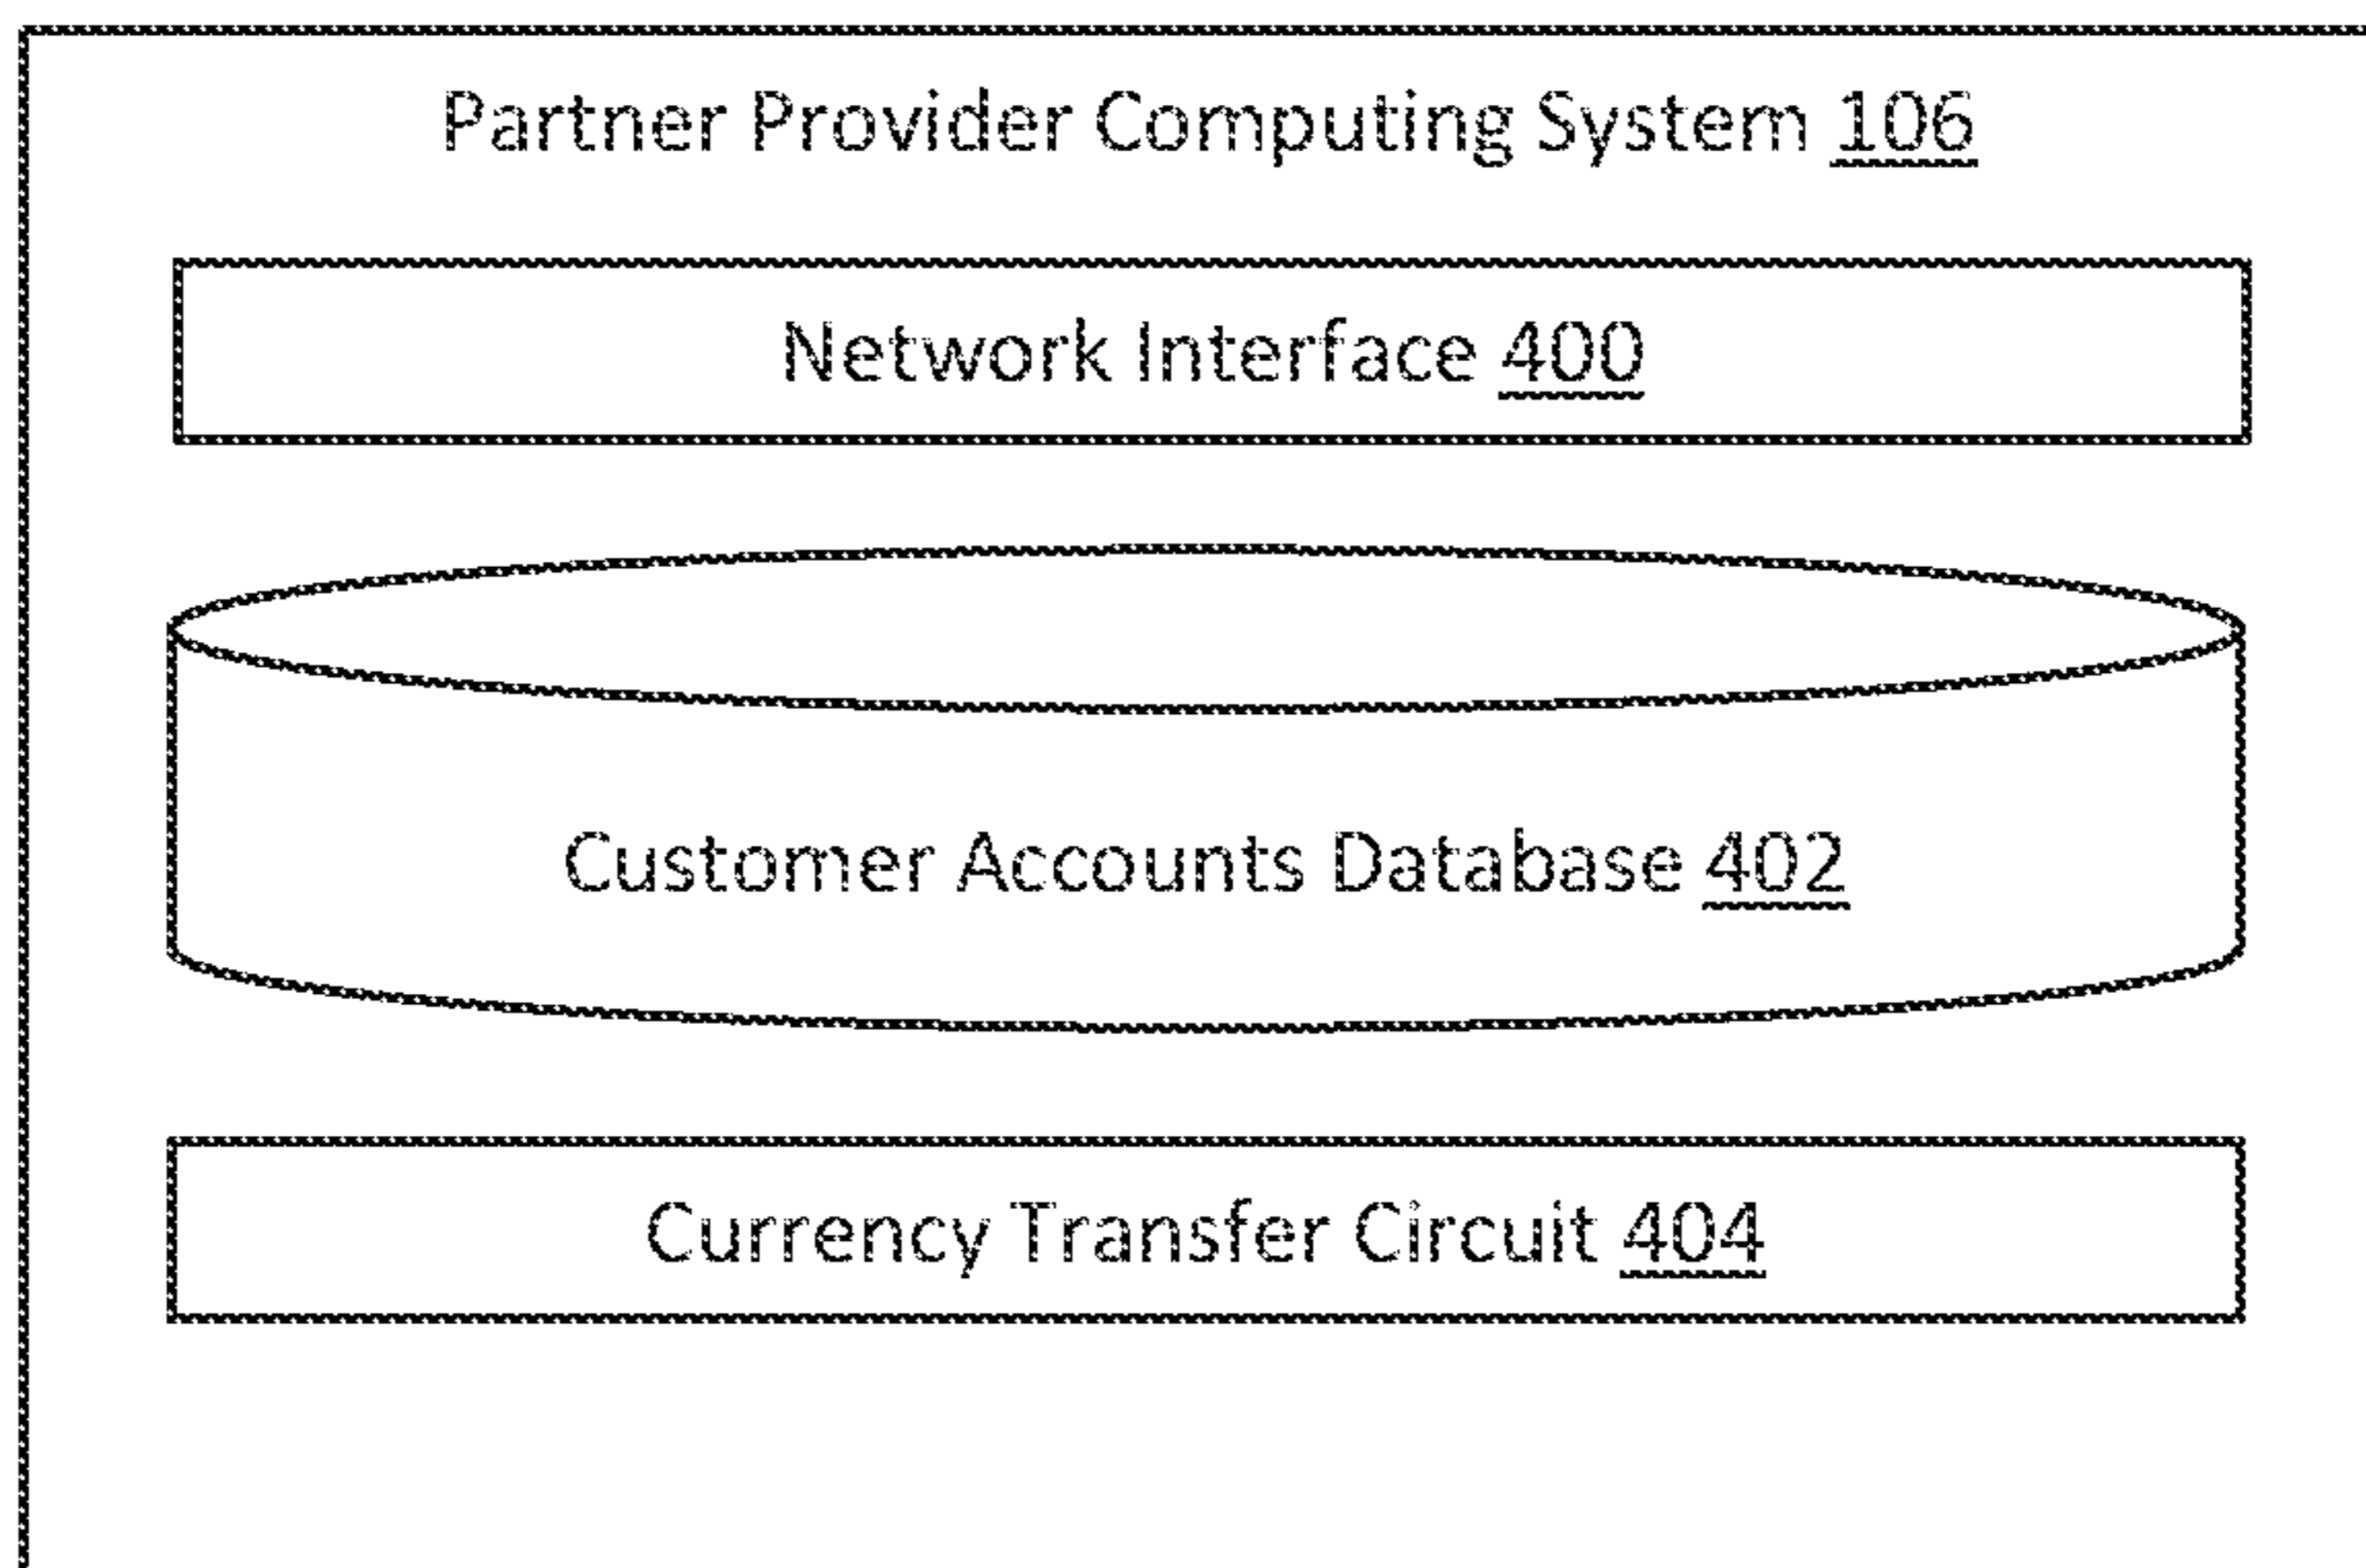 Partner Provider Computing System 106
Network Interface 400
Customer Accounts Database 402
Currency Transfer Circuit 404